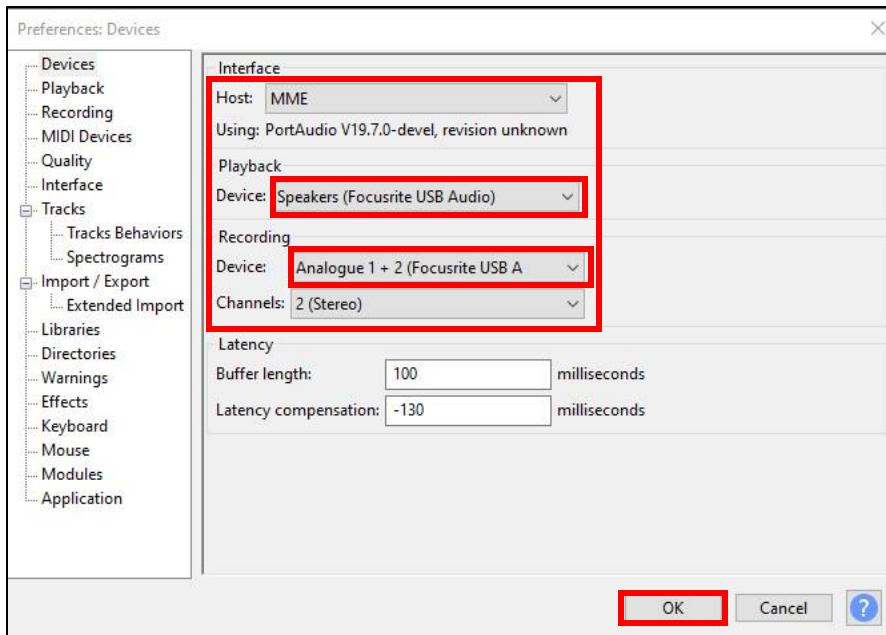 Preferences: Devices
Devices
Playback
Recording
MIDI Devices
Quality
Interface
Tracks
Tracks Behaviors
Spectrograms
Import / Export
Extended Import
Libraries
Directories
Warnings
Effects
Keyboard
Mouse
Modules
Application
Interface
Host: MME
Using: PortAudio V19.7.0-devel, revision unknown
Playback
Device: Speakers (Focusrite USB Audio)
Recording
Device: Analogue 1 + 2 (Focusrite USB A
Channels: 2 (Stereo)
Latency
Buffer length: 100 milliseconds
Latency compensation: -130 milliseconds
OK Cancel ?